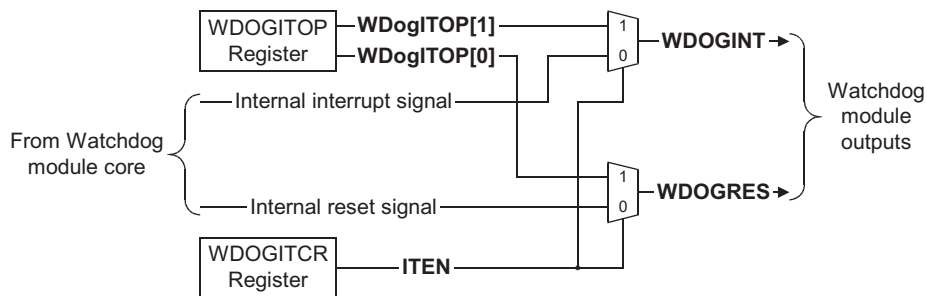 WDOGITOP
Register
WDogITOP[1]
WDogITOP[0]
1
0
WDOGINT
Internal interrupt signal
From Watchdog
module core
Watchdog
module
outputs
1
0
WDOGRES
Internal reset signal
WDOGITCR
Register
ITEN